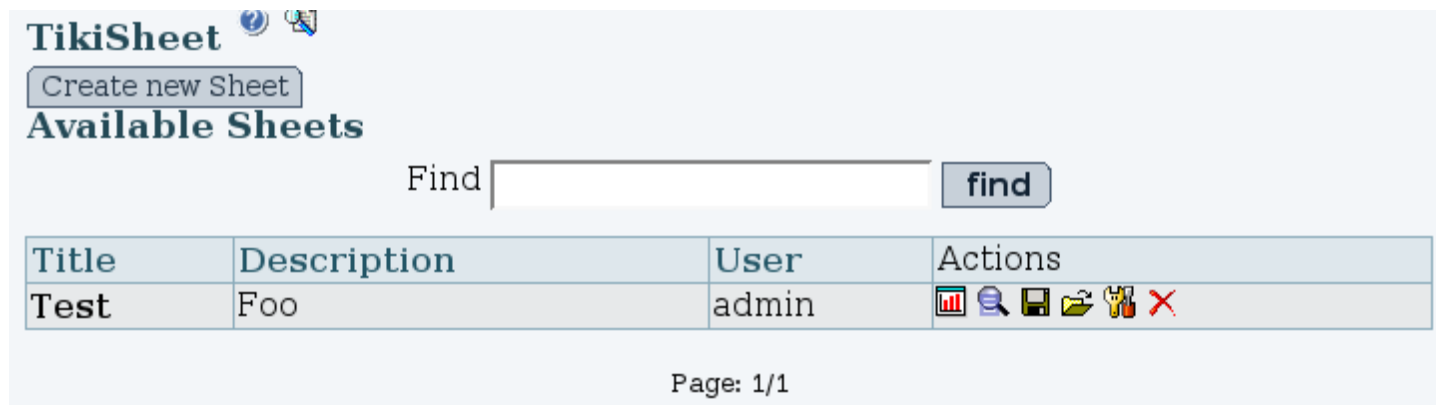 TikiSheet
Create new Sheet
Available Sheets
Find find
Title Description User Actions
Test Foo admin
Page: 1/1